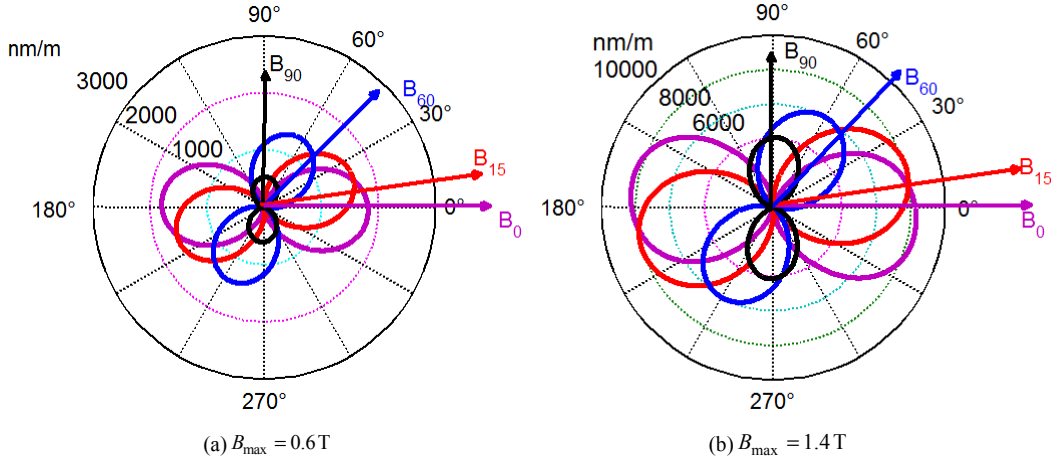 90°
nm/m
60°
3000
B90
2000
B60
30°
1000
B15
180°
0°
B0
270°
(a) Bmax = 0.6 T
90°
nm/m
60°
10000
B90
B60
8000
30°
6000
B15
180°
0°
B0
270°
(b) Bmax = 1.4 T